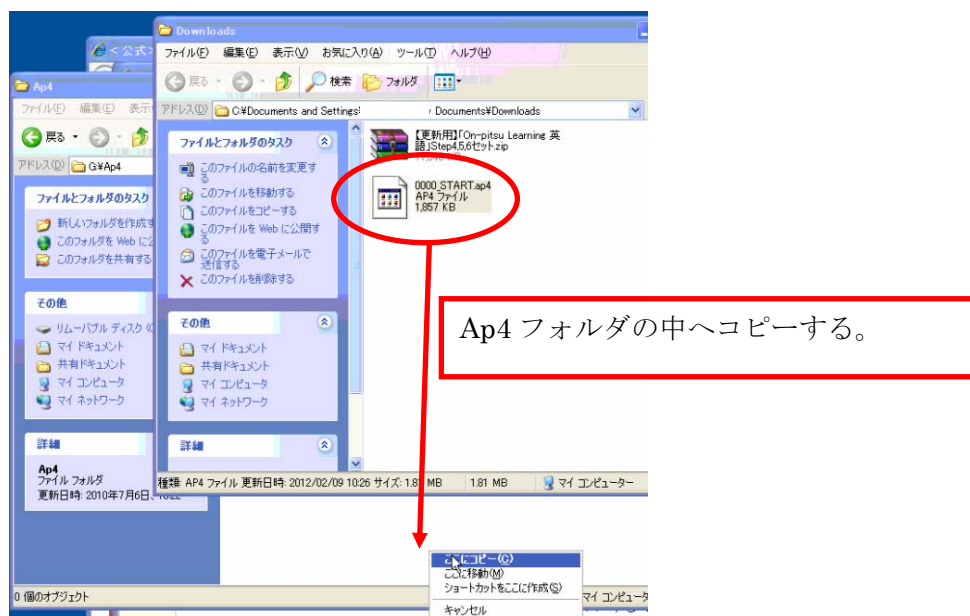 <公式>
Downloads
ファイル(F) 編集(E) 表示(V) お気に入り(A) ツール(T) ヘルプ(H)
戻る 検索 フォルダ
アドレス(D) C:¥Documents and Settings¥ Documents¥Downloads
ファイルとフォルダのタスク
このファイルの名前を変更す
る
このファイルを移動する
このファイルをコピーする
このファイルを Web に公開す
る
このファイルを電子メールで
送信する
このファイルを削除する
その他
マイ ドキュメント
共有ドキュメント
マイ コンピュータ
マイ ネットワーク
詳細
【更新用】「On-pitsu Learning 英
語」Step4,5,6セット.zip
0000_START.ap4
AP4 ファイル
1,857 KB
種類: AP4 ファイル 更新日時: 2012/02/09 10:26 サイズ: 1.81 MB 1.81 MB マイ コンピューター
Ap4
ファイル(F) 編集(E) 表示
戻る
アドレス(D) G:¥Ap4
ファイルとフォルダのタスク
新しいフォルダを作成す
このフォルダを Web に公
このフォルダを共有する
その他
リムーバブル ディスク (G
マイ ドキュメント
共有ドキュメント
マイ コンピュータ
マイ ネットワーク
詳細
Ap4
ファイル フォルダ
更新日時: 2010年7月6日、
0 個のオブジェクト
マイ コンピュータ
ここにコピー(C)
ここに移動(M)
ショートカットをここに作成(S)
キャンセル
Ap4 フォルダの中へコピーする。